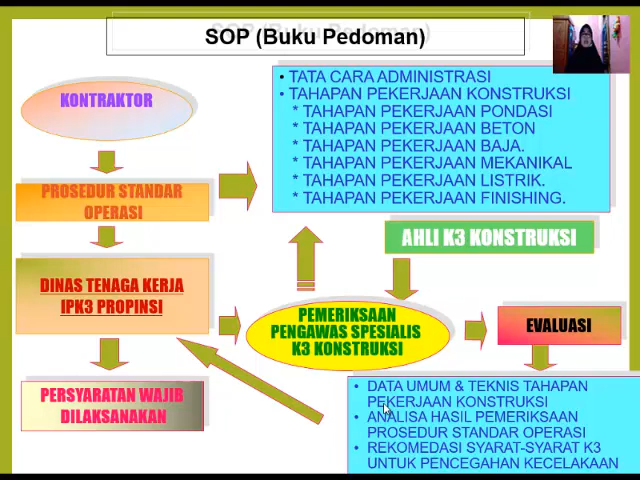 SOP (Buku Pedoman)
KONTRAKTOR
• TATA CARA ADMINISTRASI
• TAHAPAN PEKERJAAN KONSTRUKSI
* TAHAPAN PEKERJAAN PONDASI
* TAHAPAN PEKERJAAN BETON
* TAHAPAN PEKERJAAN BAJA.
* TAHAPAN PEKERJAAN MEKANIKAL
* TAHAPAN PEKERJAAN LISTRIK.
* TAHAPAN PEKERJAAN FINISHING.
PROSEDUR STANDAR
OPERASI
AHLI K3 KONSTRUKSI
DINAS TENAGA KERJA
IPK3 PROPINSI
PEMERIKSAAN
PENGAWAS SPESIALIS
K3 KONSTRUKSI
EVALUASI
PERSYARATAN WAJIB
DILAKSANAKAN
• DATA UMUM & TEKNIS TAHAPAN
PEKERJAAN KONSTRUKSI
• ANALISA HASIL PEMERIKSAAN
PROSEDUR STANDAR OPERASI
• REKOMEDASI SYARAT-SYARAT K3
UNTUK PENCEGAHAN KECELAKAAN